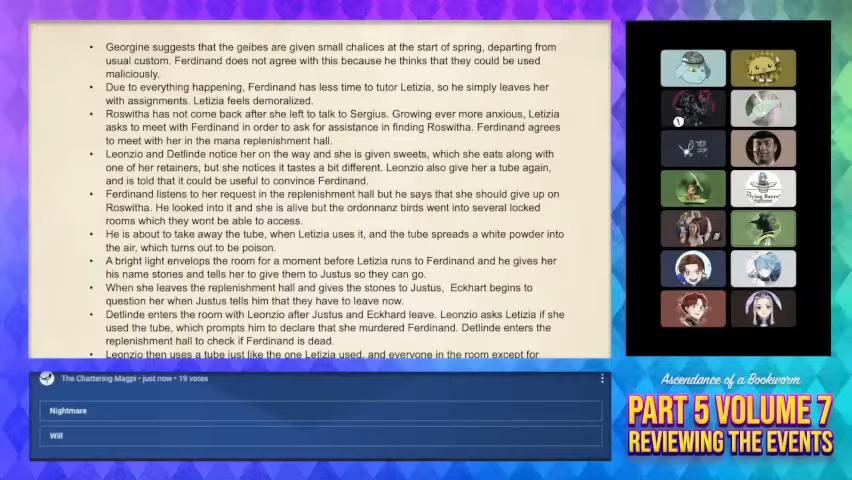 • Georgine suggests that the geibes are given small chalices at the start of spring, departing from
usual custom. Ferdinand does not agree with this because he thinks that they could be used
maliciously.
• Due to everything happening, Ferdinand has less time to tutor Letizia, so he simply leaves her
with assignments. Letizia feels demoralized.
• Roswitha has not come back after she left to talk to Sergius. Growing ever more anxious, Letizia
asks to meet with Ferdinand in order to ask for assistance in finding Roswitha. Ferdinand agrees
to meet with her in the mana replenishment hall.
• Leonzio and Detlinde notice her on the way and she is given sweets, which she eats along with
one of her retainers, but she notices it tastes a bit different. Leonzio also give her a tube again,
and is told that it could be useful to convince Ferdinand.
• Ferdinand listens to her request in the replenishment hall but he says that she should give up on
Roswitha. He looked into it and she is alive but the ordonnanz birds went into several locked
rooms which they wont be able to access.
• He is about to take away the tube, when Letizia uses it, and the tube spreads a white powder into
the air, which turns out to be poison.
• A bright light envelops the room for a moment before Letizia runs to Ferdinand and he gives her
his name stones and tells her to give them to Justus so they can go.
• When she leaves the replenishment hall and gives the stones to Justus, Eckhart begins to
question her when Justus tells him that they have to leave now.
• Detlinde enters the room with Leonzio after Justus and Eckhard leave. Leonzio asks Letizia if she
used the tube, which prompts him to declare that she murdered Ferdinand. Detlinde enters the
replenishment hall to check if Ferdinand is dead.
• Leonzio then uses a tube just like the one Letizia used, and everyone in the room except for
The Chattering Magpi • just now • 19 votes
Nightmare
Will
Ascendance of a Bookworm
PART 5 VOLUME 7
REVIEWING THE EVENTS